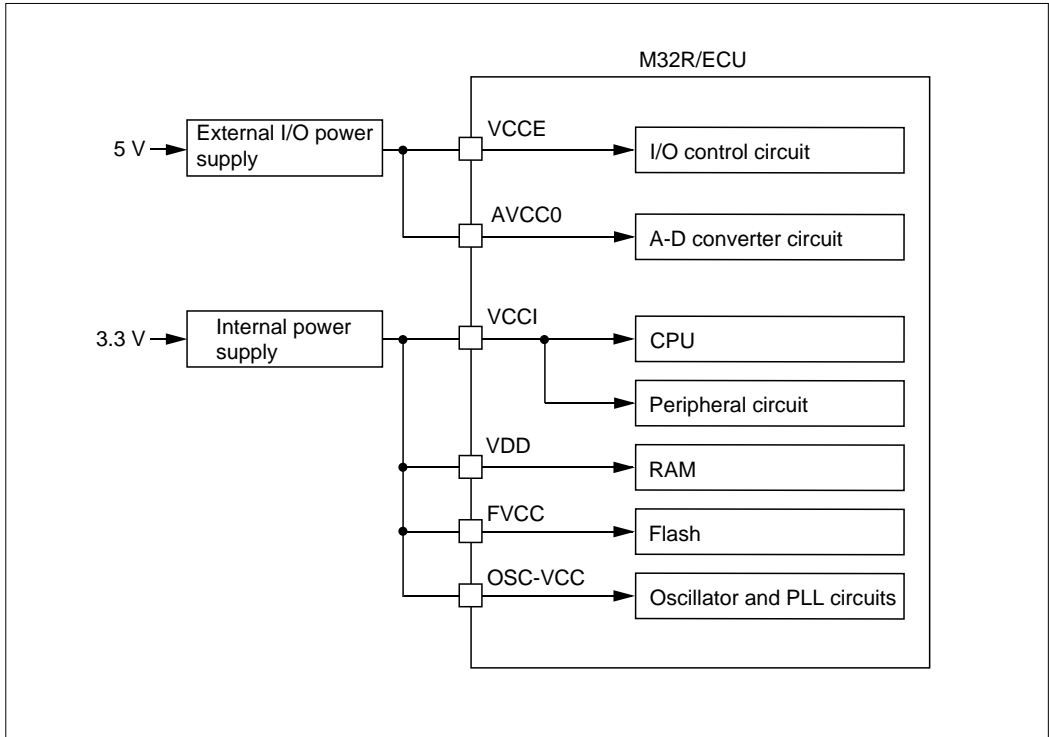 M32R/ECU
5 V
External I/O power
supply
VCCE
I/O control circuit
AVCC0
A-D converter circuit
3.3 V
Internal power
supply
VCCI
CPU
Peripheral circuit
VDD
RAM
FVCC
Flash
OSC-VCC
Oscillator and PLL circuits